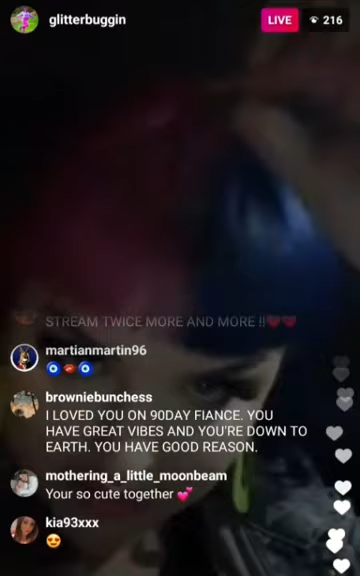 glitterbuggin
LIVE
216
STREAM TWICE MORE AND MORE !!
martianmartin96
browniebunchess
I LOVED YOU ON 90DAY FIANCE. YOU
HAVE GREAT VIBES AND YOU'RE DOWN TO
EARTH. YOU HAVE GOOD REASON.
mothering_a_little_moonbeam
Your so cute together 💕
kia93xxx
😍